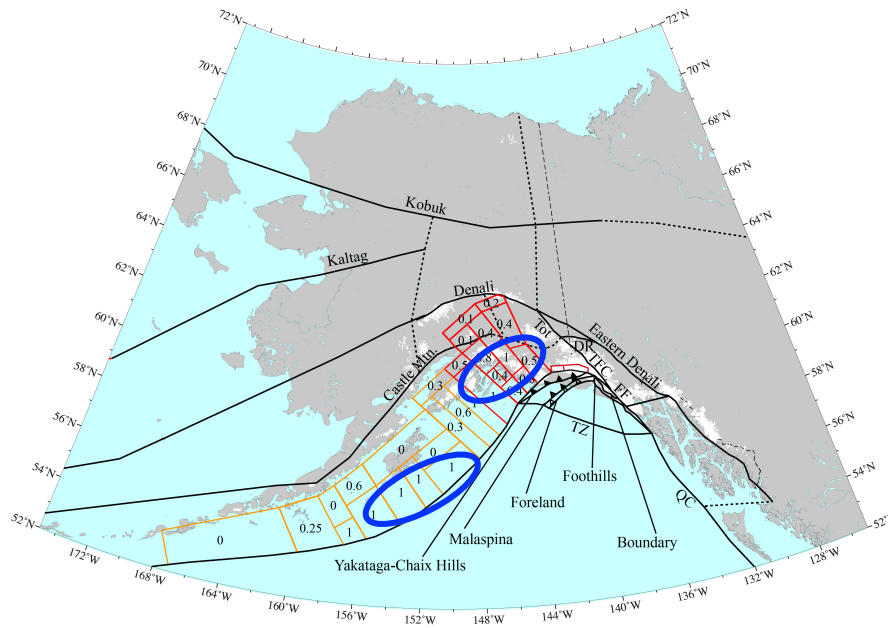 72˚N
72˚N
70˚N
70˚N
68˚N
68˚N
66˚N
66˚N
64˚N
64˚N
62˚N
62˚N
60˚N
60˚N
58˚N
58˚N
56˚N
56˚N
54˚N
54˚N
52˚N
Kobuk
Kaltag
Denali
Eastern Denali
Castle Mtn.
Tot
DR
TFC
FF
TZ
QC
0.2
0.1
0.4
0.4
0.1
1
0.5
0.5
0.4
0.3
0.6
1
0.3
0
0
1
0.6
1
1
0
1
0.25
1
0
Foothills
Foreland
Malaspina
Boundary
Yakataga-Chaix Hills
172˚W
168˚W
164˚W
160˚W
156˚W
152˚W
148˚W
144˚W
140˚W
136˚W
132˚W
128˚W